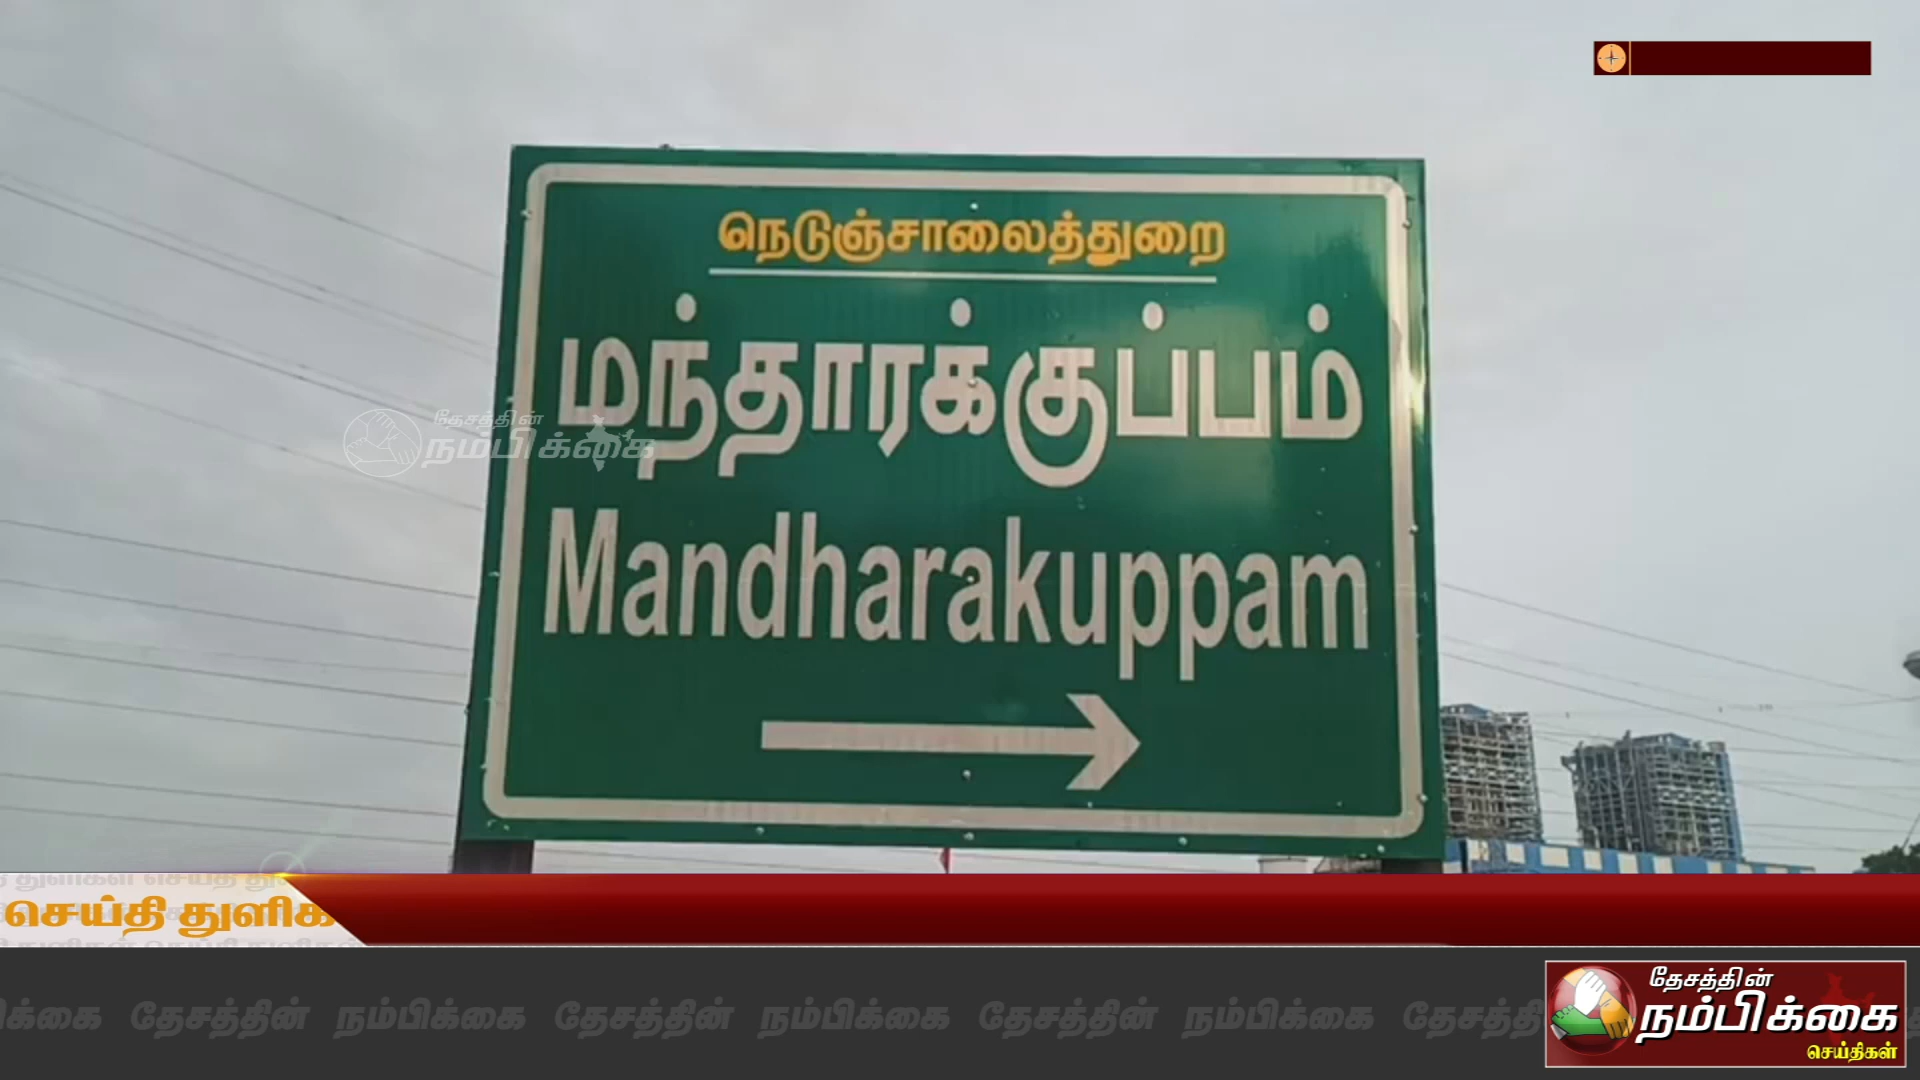 நெடுஞ்சாலைத்துறை
மந்தாரக்குப்பம்
தேசத்தின்
நம்பிக்கை
Mandharakuppam
செய்தி துளிக
தேசத்தின் நம்பிக்கை தேசத்தின் நம்பிக்கை தேசத்தின் நம்பிக்கை
தேசத்தின்
நம்பிக்கை
செய்திகள்